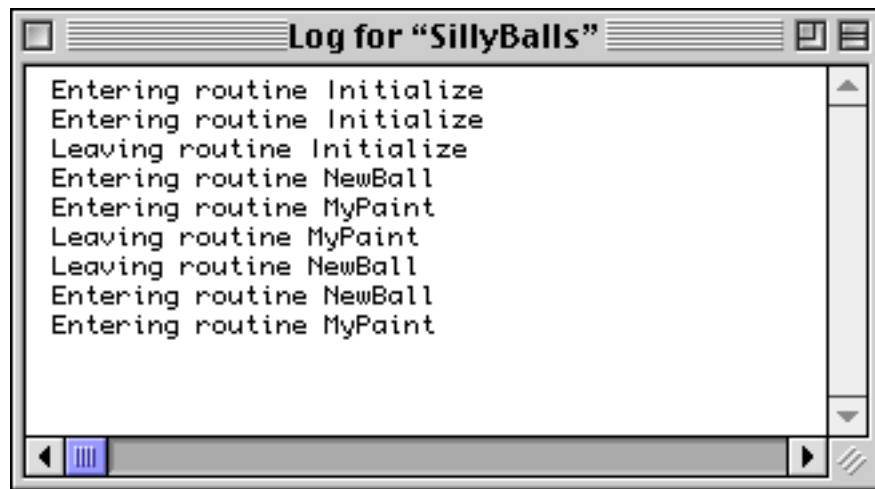 Log for “SillyBalls”
Entering routine Initialize
Entering routine Initialize
Leaving routine Initialize
Entering routine NewBall
Entering routine MyPaint
Leaving routine MyPaint
Leaving routine NewBall
Entering routine NewBall
Entering routine MyPaint